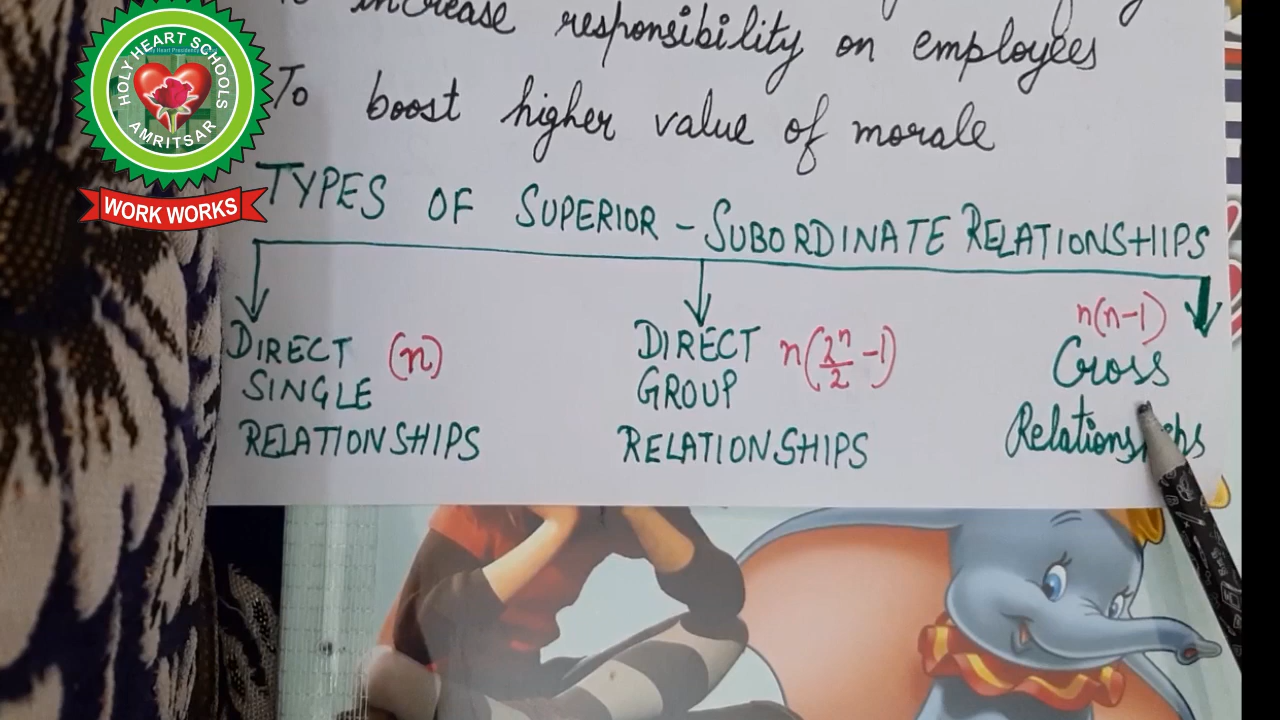 increase responsibility on employees
To boost higher value of morale
TYPES OF SUPERIOR - SUBORDINATE RELATIONSHIPS
DIRECT (n)
SINGLE
RELATIONSHIPS
DIRECT n(2^n/2 -1)
GROUP
RELATIONSHIPS
n(n-1)
Cross
Relationships
HOLY HEART SCHOOLS
AMRITSAR
WORK WORKS